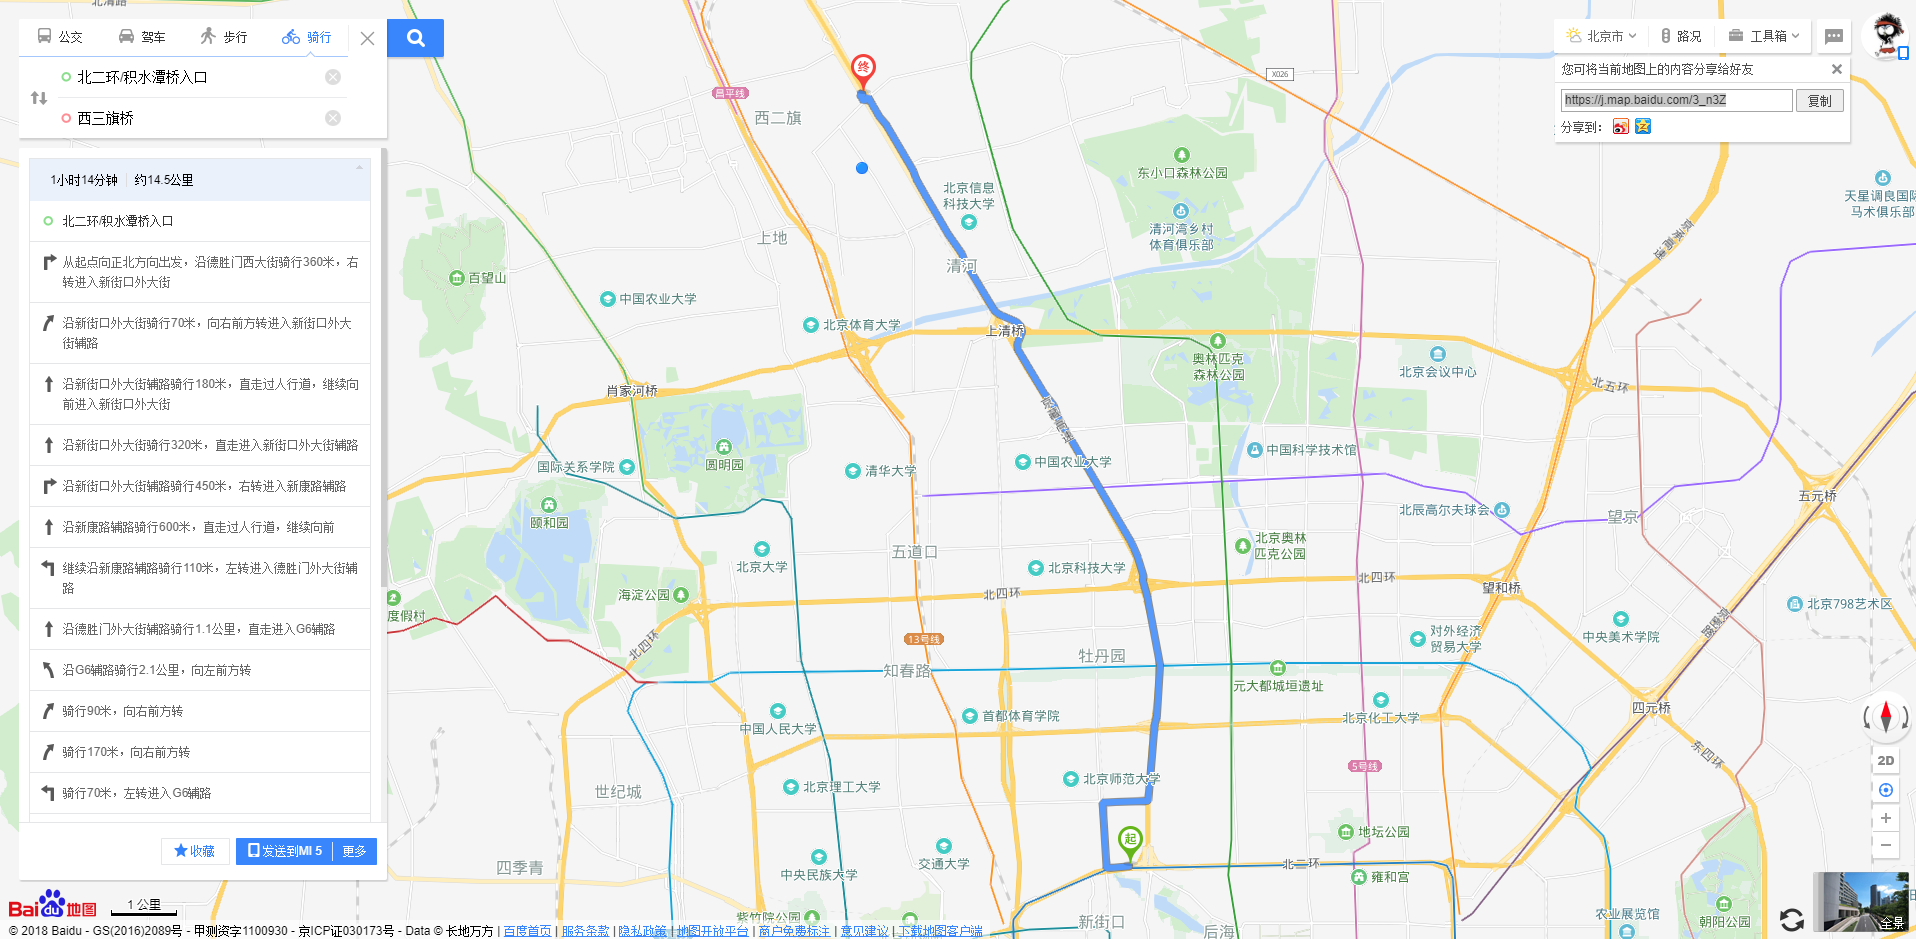 北清路
公交
驾车
步行
骑行
北二环/积水潭桥入口
西三旗桥
1小时14分钟
约14.5公里
北二环/积水潭桥入口
从起点向正北方向出发，沿德胜门西大街骑行360米，右
转进入新街口外大街
沿新街口外大街骑行70米，向右前方转进入新街口外大
街辅路
沿新街口外大街辅路骑行180米，直走过人行道，继续向
前进入新街口外大街
沿新街口外大街骑行320米，直走进入新街口外大街辅路
沿新街口外大街辅路骑行450米，右转进入新康路辅路
沿新康路辅路骑行600米，直走过人行道，继续向前
继续沿新康路辅路骑行110米，左转进入德胜门外大街辅
路
沿德胜门外大街辅路骑行1.1公里，直走进入G6辅路
沿G6辅路骑行2.1公里，向左前方转
骑行90米，向右前方转
骑行170米，向右前方转
骑行70米，左转进入G6辅路
收藏
发送到MI 5
更多
北京市
路况
工具箱
您可将当前地图上的内容分享给好友
https://j.map.baidu.com/3_n3Z
复制
分享到：
终
昌平线
西二旗
X026
东小口森林公园
北京信息
科技大学
清河湾乡村
体育俱乐部
天星调良国际
马术俱乐部
京承高速
上地
清河
百望山
中国农业大学
北京体育大学
上清桥
奥林匹克
森林公园
北京会议中心
北五环
肖家河桥
京藏高速
圆明园
国际关系学院
清华大学
中国农业大学
中国科学技术馆
五元桥
北辰高尔夫球会
望京
颐和园
北京奥林
匹克公园
五道口
北京大学
北京科技大学
北四环
北四环
望和桥
海淀公园
度假村
北京798艺术区
北四环
13号线
对外经济
贸易大学
中央美术学院
京密路
牡丹园
知春路
元大都城垣遗址
四元桥
中国人民大学
首都体育学院
北京化工大学
东四环
5号线
北京师范大学
世纪城
北京理工大学
起
地坛公园
四季青
交通大学
北二环
中央民族大学
雍和宫
2D
紫竹院公园
新街口
后海
农业展览馆
朝阳公园
全景
Bai du 地图
1 公里
© 2018 Baidu - GS(2016)2089号 - 甲测资字1100930 - 京ICP证030173号 - Data © 长地万方 | 百度首页 | 服务条款 | 隐私政策 | 地图开放平台 | 商户免费标注 | 意见建议 | 下载地图客户端